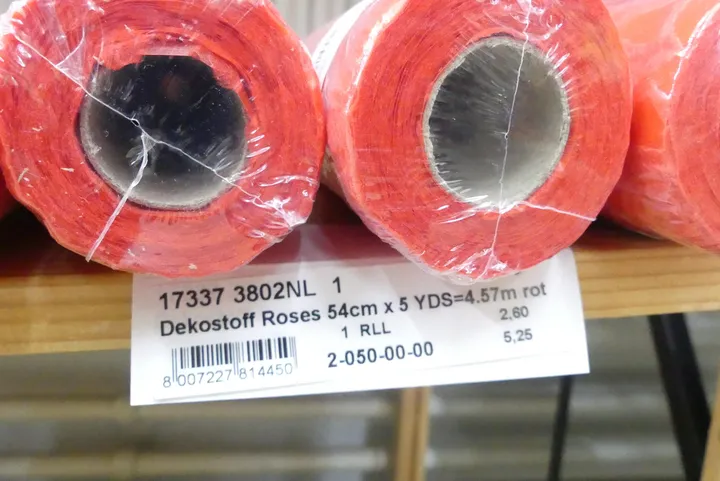 17337 3802NL 1
Dekostoff Roses 54cm x 5 YDS=4.57m rot
1 RLL 2,60
2-050-00-00 5,25
8 007227 814450